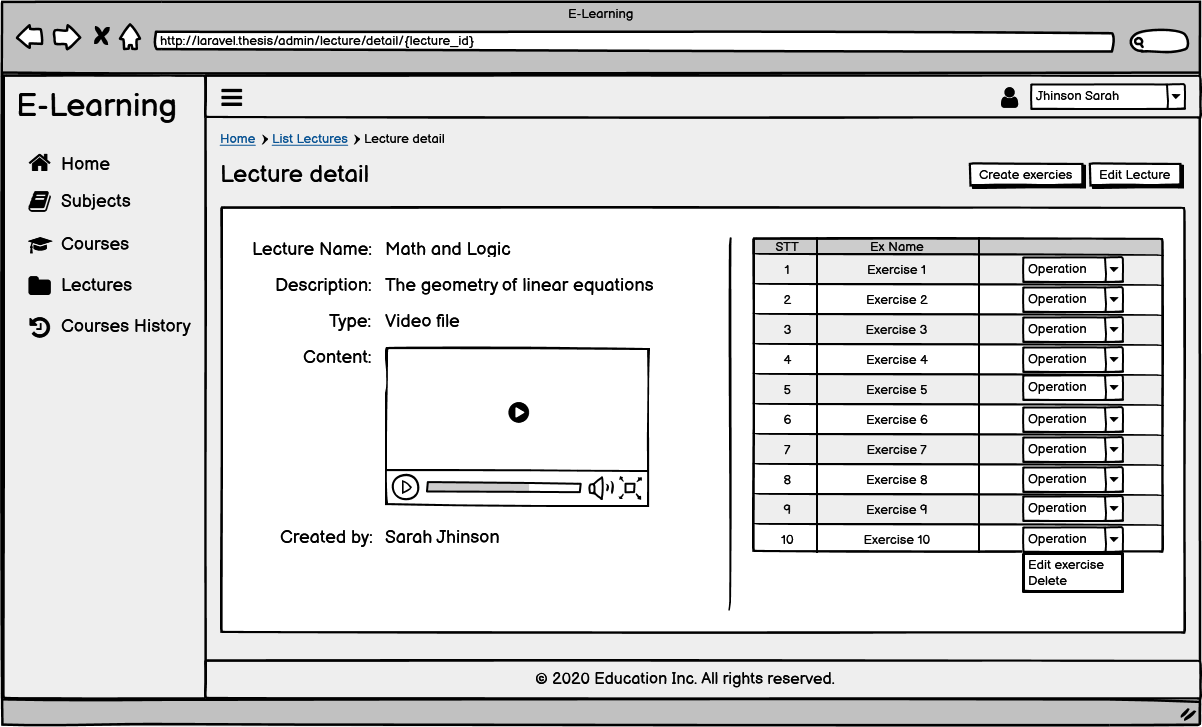 E-Learning
http://laravel.thesis/admin/lecture/detail/{lecture_id}
E-Learning
Home
Subjects
Courses
Lectures
Courses History
Jhinson Sarah
Home List Lectures Lecture detail
Lecture detail
Create exercies Edit Lecture
Lecture Name: Math and Logic
Description: The geometry of linear equations
Type: Video file
Content:
Created by: Sarah Jhinson
STT Ex Name
1 Exercise 1 Operation
2 Exercise 2 Operation
3 Exercise 3 Operation
4 Exercise 4 Operation
5 Exercise 5 Operation
6 Exercise 6 Operation
7 Exercise 7 Operation
8 Exercise 8 Operation
9 Exercise 9 Operation
10 Exercise 10 Operation
Edit exercise
Delete
© 2020 Education Inc. All rights reserved.